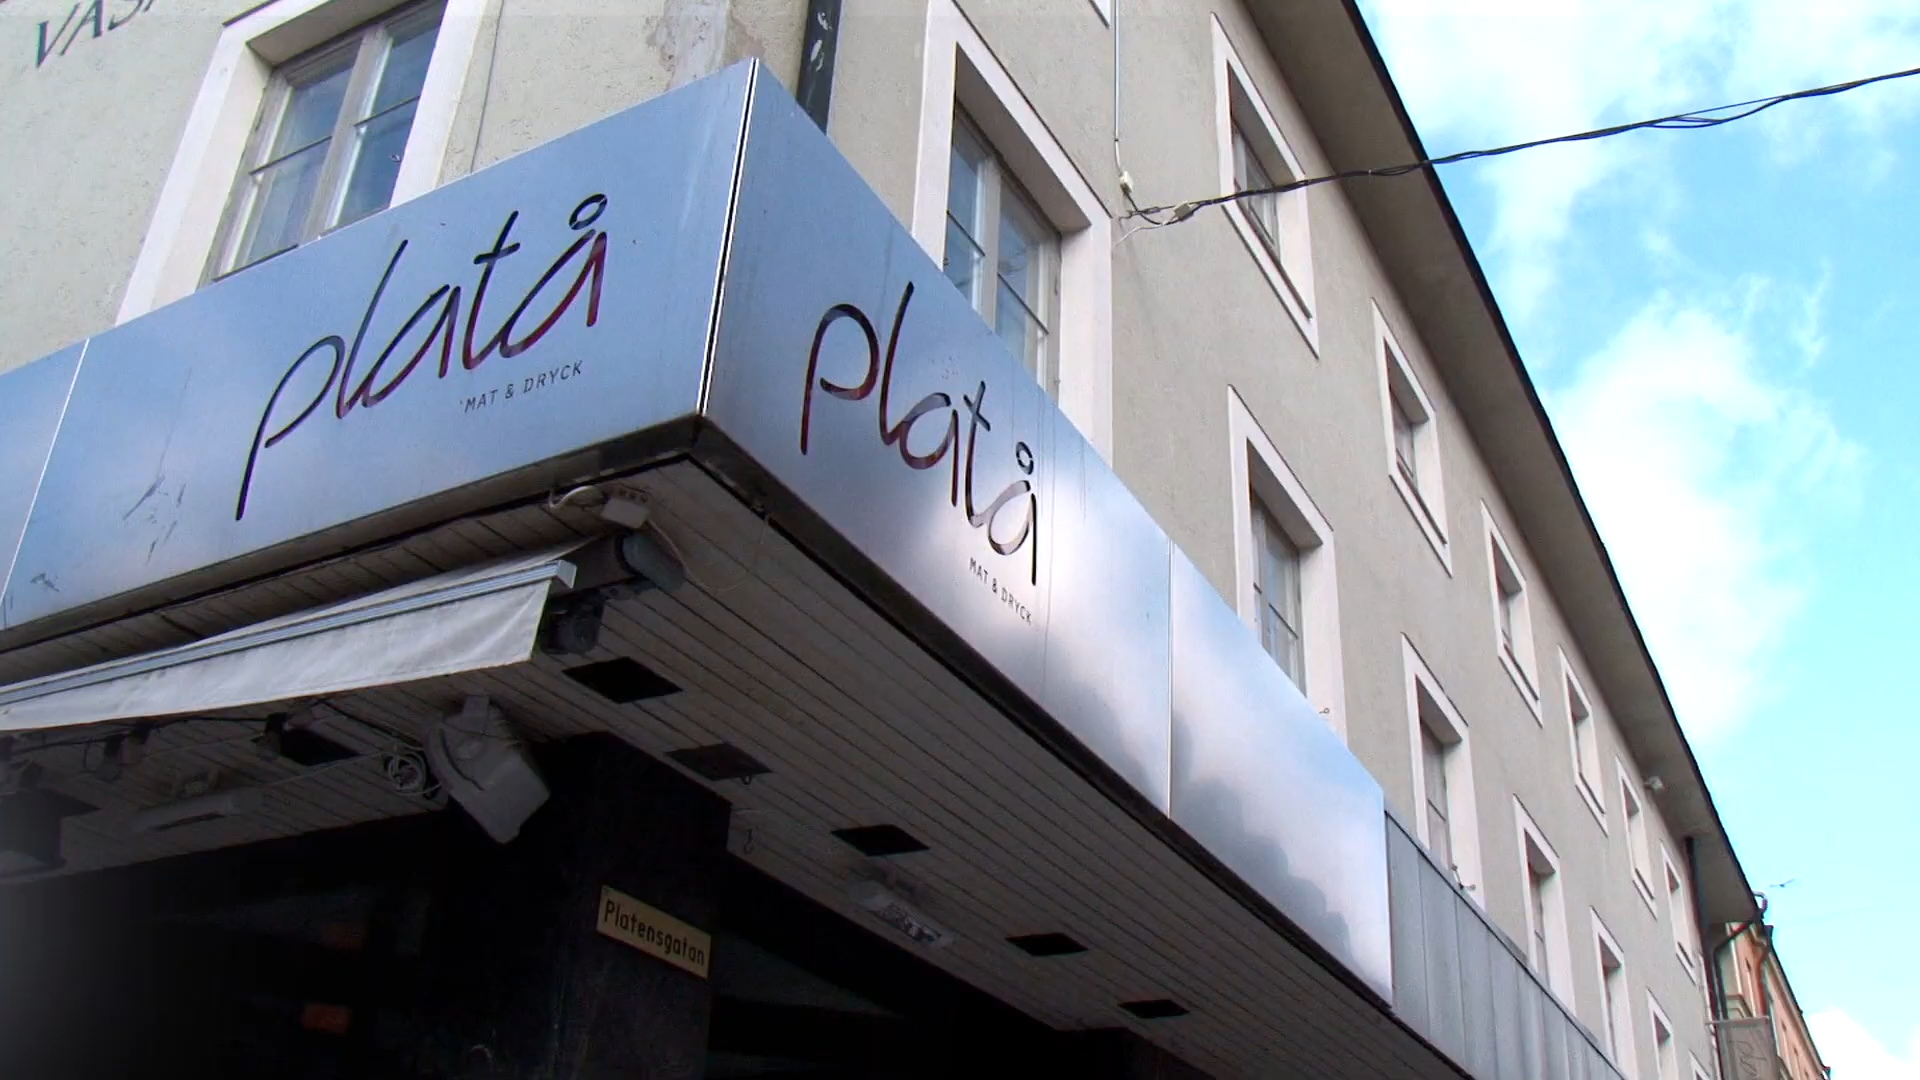 platå
MAT & DRYCK
platå
MAT & DRYCK
Platensgatan